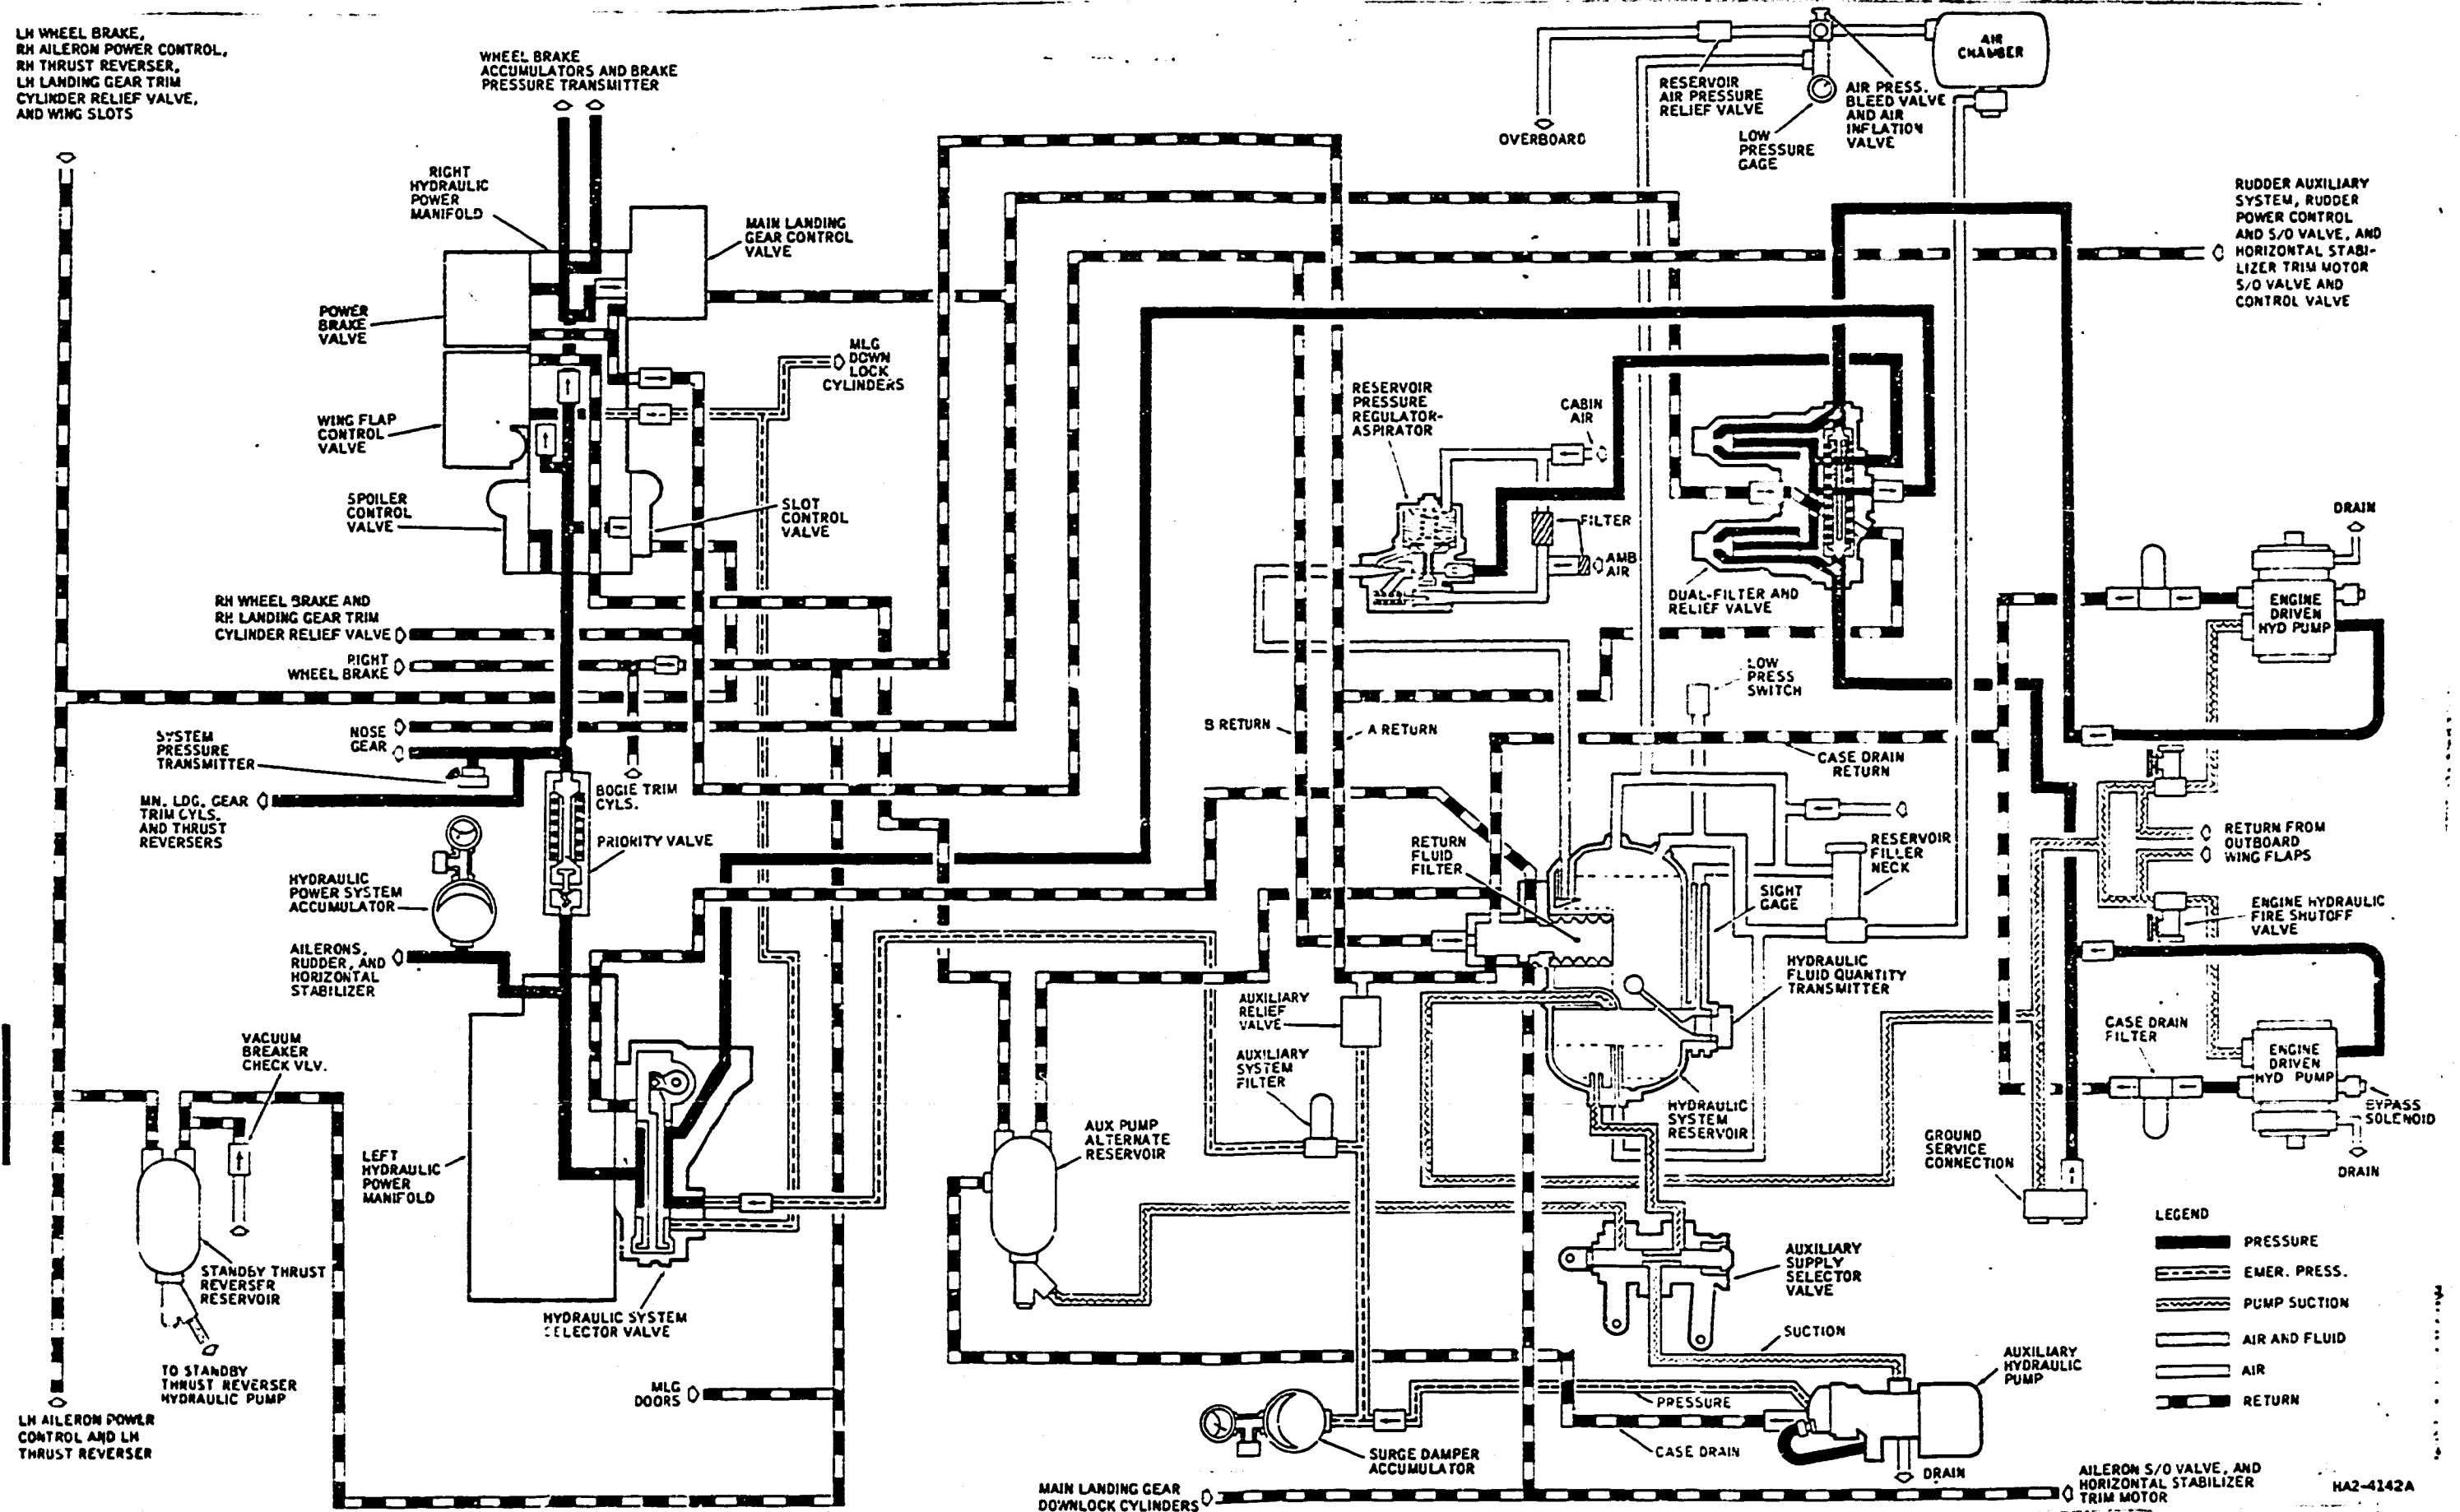 LH WHEEL BRAKE,
RH AILERON POWER CONTROL,
RH THRUST REVERSER,
LH LANDING GEAR TRIM
CYLINDER RELIEF VALVE,
AND WING SLOTS
WHEEL BRAKE
ACCUMULATORS AND BRAKE
PRESSURE TRANSMITTER
RIGHT
HYDRAULIC
POWER
MANIFOLD
MAIN LANDING
GEAR CONTROL
VALVE
POWER
BRAKE
VALVE
MLG
DOWN
LOCK
CYLINDERS
WING FLAP
CONTROL
VALVE
SPOILER
CONTROL
VALVE
SLOT
CONTROL
VALVE
RH WHEEL BRAKE AND
RH LANDING GEAR TRIM
CYLINDER RELIEF VALVE
RIGHT
WHEEL BRAKE
NOSE
GEAR
SYSTEM
PRESSURE
TRANSMITTER
MN. LDG. GEAR
TRIM CYLS.
AND THRUST
REVERSERS
BOGIE TRIM
CYLS.
PRIORITY VALVE
HYDRAULIC
POWER SYSTEM
ACCUMULATOR
AILERONS,
RUDDER, AND
HORIZONTAL
STABILIZER
VACUUM
BREAKER
CHECK VLV.
LEFT
HYDRAULIC
POWER
MANIFOLD
STANDBY THRUST
REVERSER
RESERVOIR
HYDRAULIC SYSTEM
SELECTOR VALVE
TO STANDBY
THRUST REVERSER
HYDRAULIC PUMP
LH AILERON POWER
CONTROL AND LH
THRUST REVERSER
MLG
DOORS
AIR
CHAMBER
RESERVOIR
AIR PRESSURE
RELIEF VALVE
AIR PRESS.
BLEED VALVE
AND AIR
INFLATION
VALVE
LOW
PRESSURE
GAGE
OVERBOARD
RUDDER AUXILIARY
SYSTEM, RUDDER
POWER CONTROL
AND S/O VALVE, AND
HORIZONTAL STABI-
LIZER TRIM MOTOR
S/O VALVE AND
CONTROL VALVE
RESERVOIR
PRESSURE
REGULATOR-
ASPIRATOR
CABIN
AIR
FILTER
AMB
AIR
DUAL-FILTER AND
RELIEF VALVE
DRAIN
ENGINE
DRIVEN
HYD PUMP
LOW
PRESS
SWITCH
B RETURN
A RETURN
CASE DRAIN
RETURN
RETURN
FLUID
FILTER
RESERVOIR
FILLER
NECK
SIGHT
GAGE
RETURN FROM
OUTBOARD
WING FLAPS
ENGINE HYDRAULIC
FIRE SHUTOFF
VALVE
HYDRAULIC
FLUID QUANTITY
TRANSMITTER
AUXILIARY
RELIEF
VALVE
AUXILIARY
SYSTEM
FILTER
CASE DRAIN
FILTER
ENGINE
DRIVEN
HYD PUMP
BYPASS
SOLENOID
DRAIN
AUX PUMP
ALTERNATE
RESERVOIR
HYDRAULIC
SYSTEM
RESERVOIR
GROUND
SERVICE
CONNECTION
AUXILIARY
SUPPLY
SELECTOR
VALVE
SUCTION
AUXILIARY
HYDRAULIC
PUMP
PRESSURE
CASE DRAIN
SURGE DAMPER
ACCUMULATOR
DRAIN
MAIN LANDING GEAR
DOWNLOCK CYLINDERS
AILERON S/O VALVE, AND
HORIZONTAL STABILIZER
TRIM MOTOR
LEGEND
PRESSURE
EMER. PRESS.
PUMP SUCTION
AIR AND FLUID
AIR
RETURN
HA2-4142A